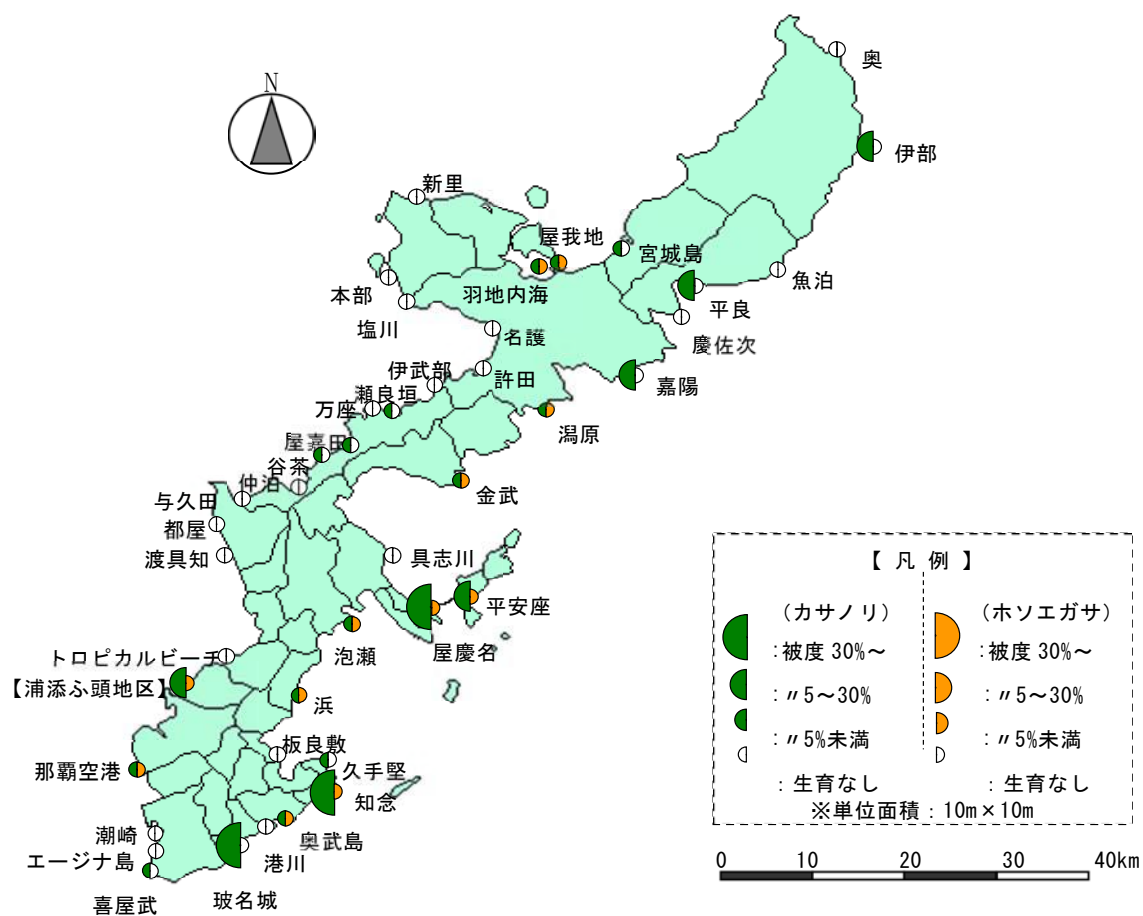 N
奥
伊部
新里
屋我地
宮城島
魚泊
本部
羽地内海
平良
塩川
名護
慶佐次
伊武部
許田
嘉陽
瀬良垣
万座
潟原
屋嘉田
谷茶
金武
仲泊
与久田
都屋
渡具知
具志川
平安座
屋慶名
泡瀬
トロピカルビーチ
【浦添ふ頭地区】
浜
板良敷
那覇空港
久手堅
知念
奥武島
潮崎
エージナ島
港川
喜屋武
玻名城
【 凡 例 】
(カサノリ) (ホソエガサ)
:被度 30%~ :被度 30%~
:〃5~30% :〃5~30%
:〃5%未満 :〃5%未満
:生育なし :生育なし
※単位面積:10m×10m
0 10 20 30 40km